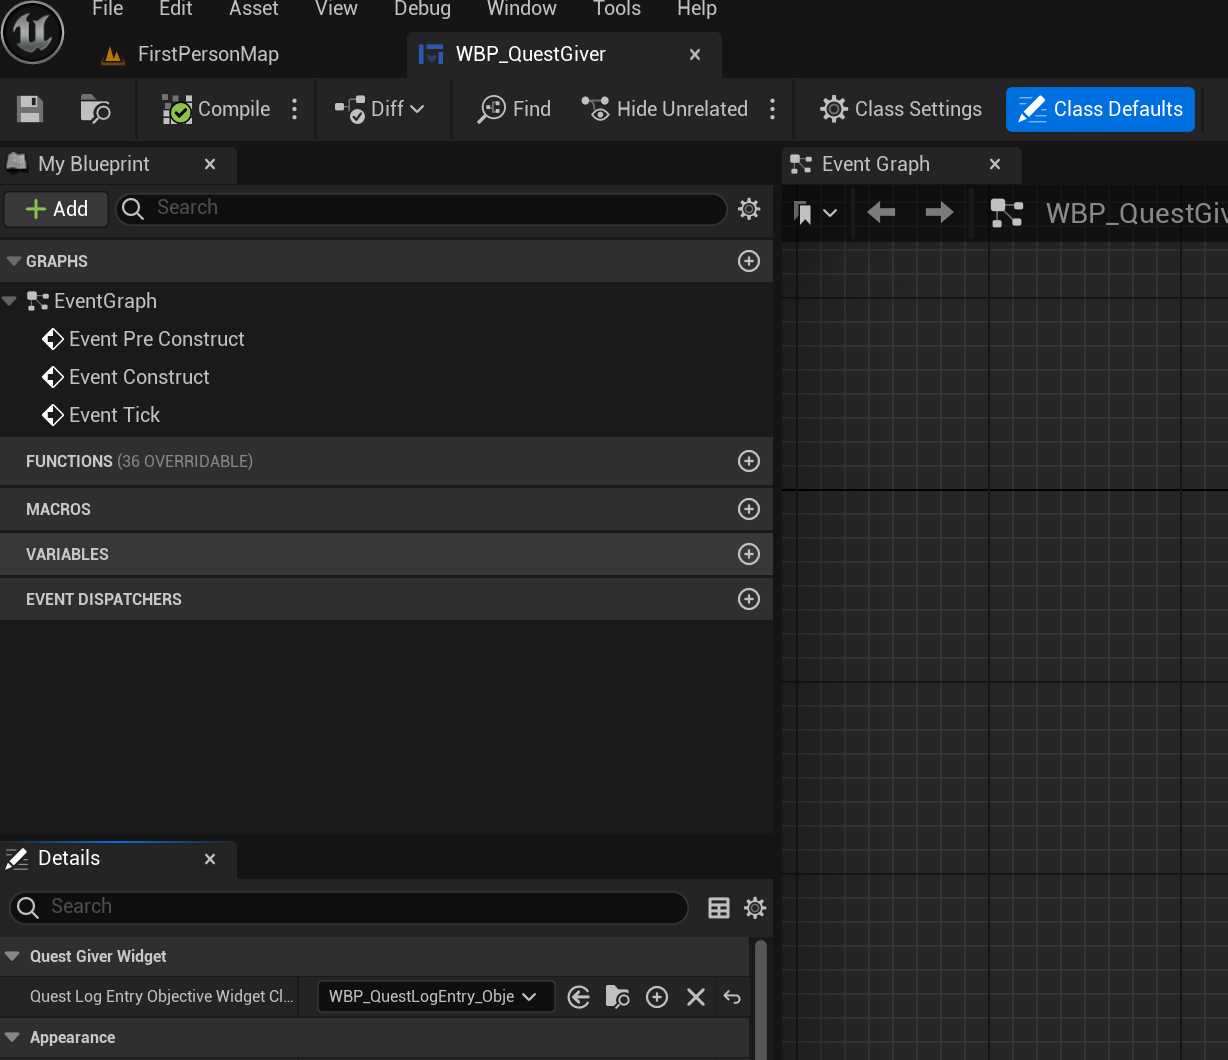 File Edit Asset View Debug Window Tools Help
FirstPersonMap WBP_QuestGiver
Compile Diff Find Hide Unrelated Class Settings Class Defaults
My Blueprint Event Graph
Add Search WBP_QuestGiv
GRAPHS
EventGraph
Event Pre Construct
Event Construct
Event Tick
FUNCTIONS (36 OVERRIDABLE)
MACROS
VARIABLES
EVENT DISPATCHERS
Details
Search
Quest Giver Widget
Quest Log Entry Objective Widget Cl... WBP_QuestLogEntry_Obje
Appearance